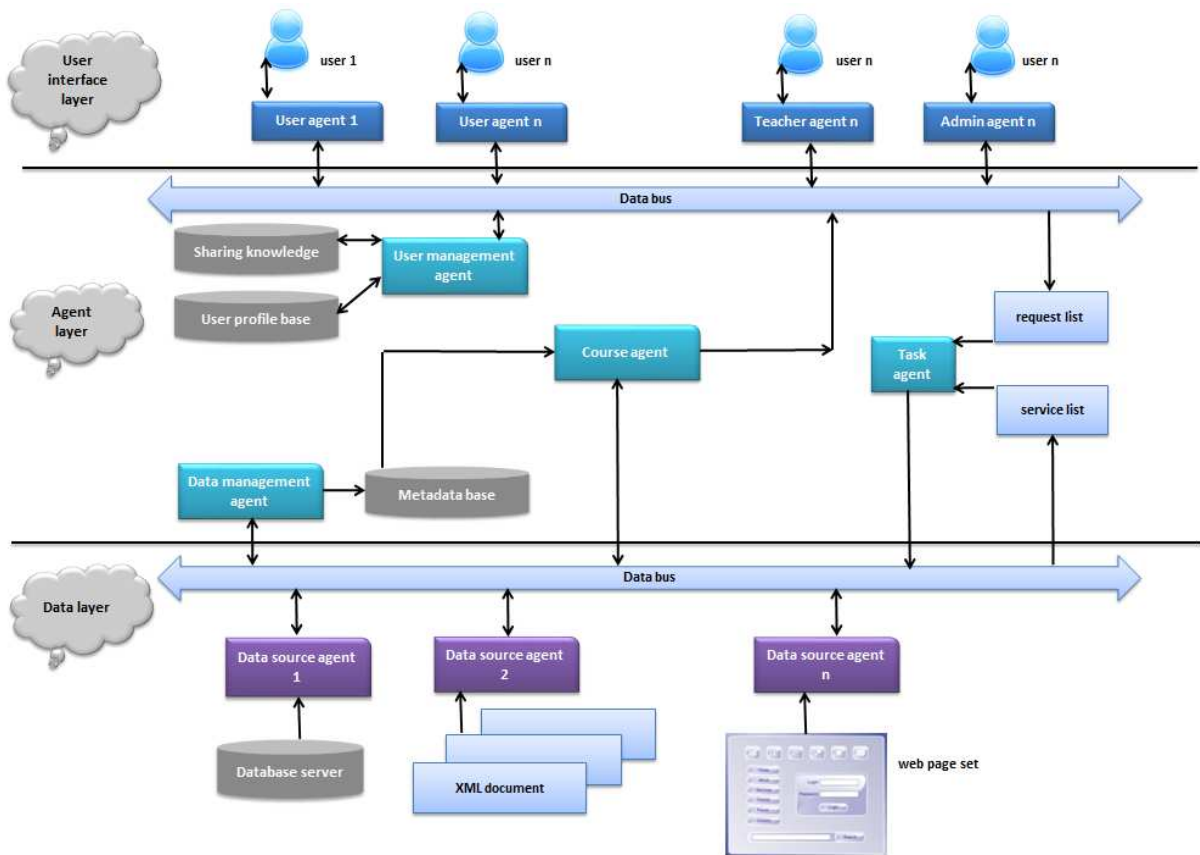 User
interface
layer
user 1
user n
user n
user n
User agent 1
User agent n
Teacher agent n
Admin agent n
Data bus
Sharing knowledge
User management
agent
User profile base
Agent
layer
Course agent
Task
agent
request list
service list
Data management
agent
Metadata base
Data bus
Data layer
Data source agent
1
Data source agent
2
Data source agent
n
Database server
XML document
web page set